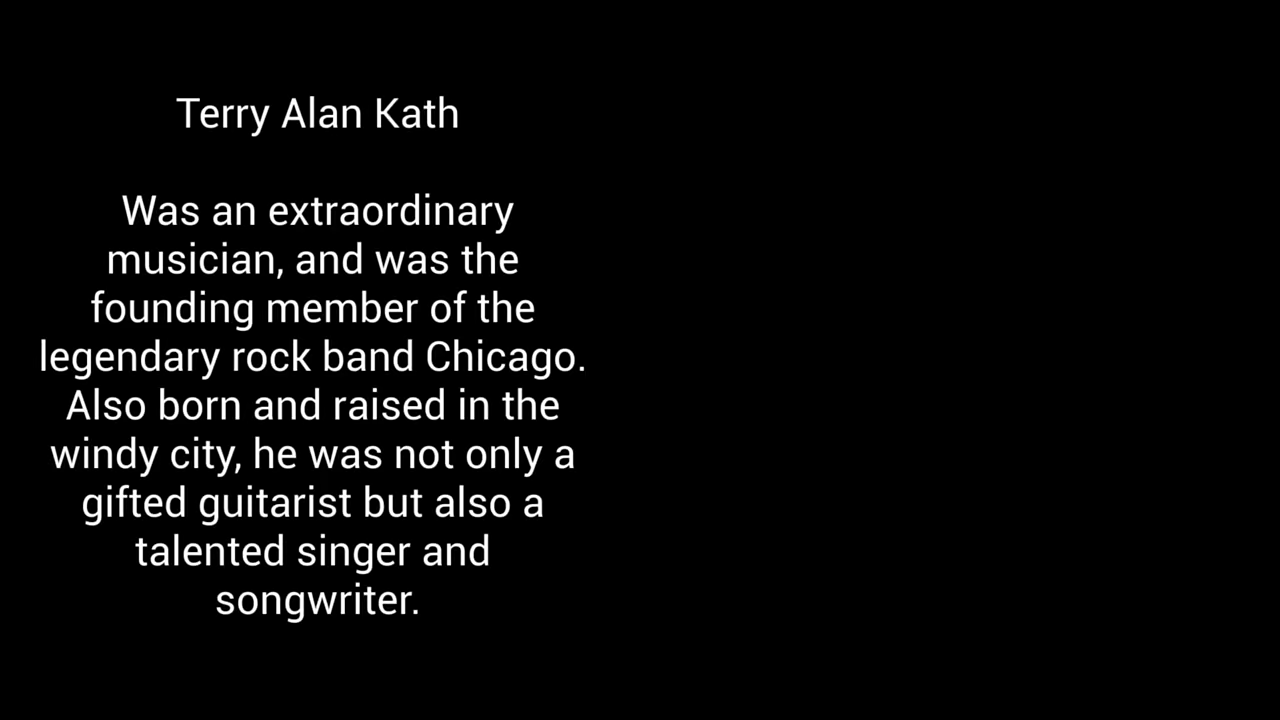 Terry Alan Kath
Was an extraordinary
musician, and was the
founding member of the
legendary rock band Chicago.
Also born and raised in the
windy city, he was not only a
gifted guitarist but also a
talented singer and
songwriter.